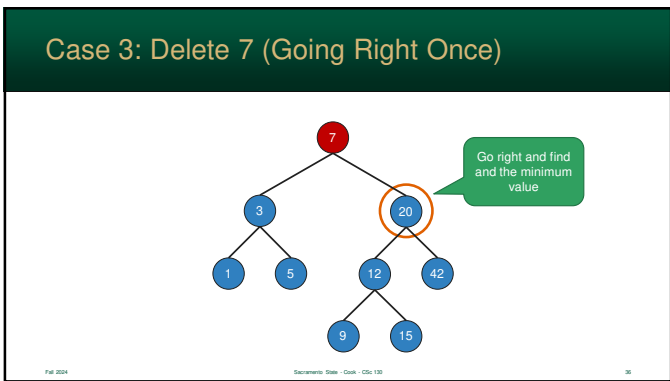 Case 3: Delete 7 (Going Right Once)
7
Go right and find
and the minimum
value
3
20
1
5
12
42
9
15
Fall 2024
Sacramento State - Cook - CSc 130
36